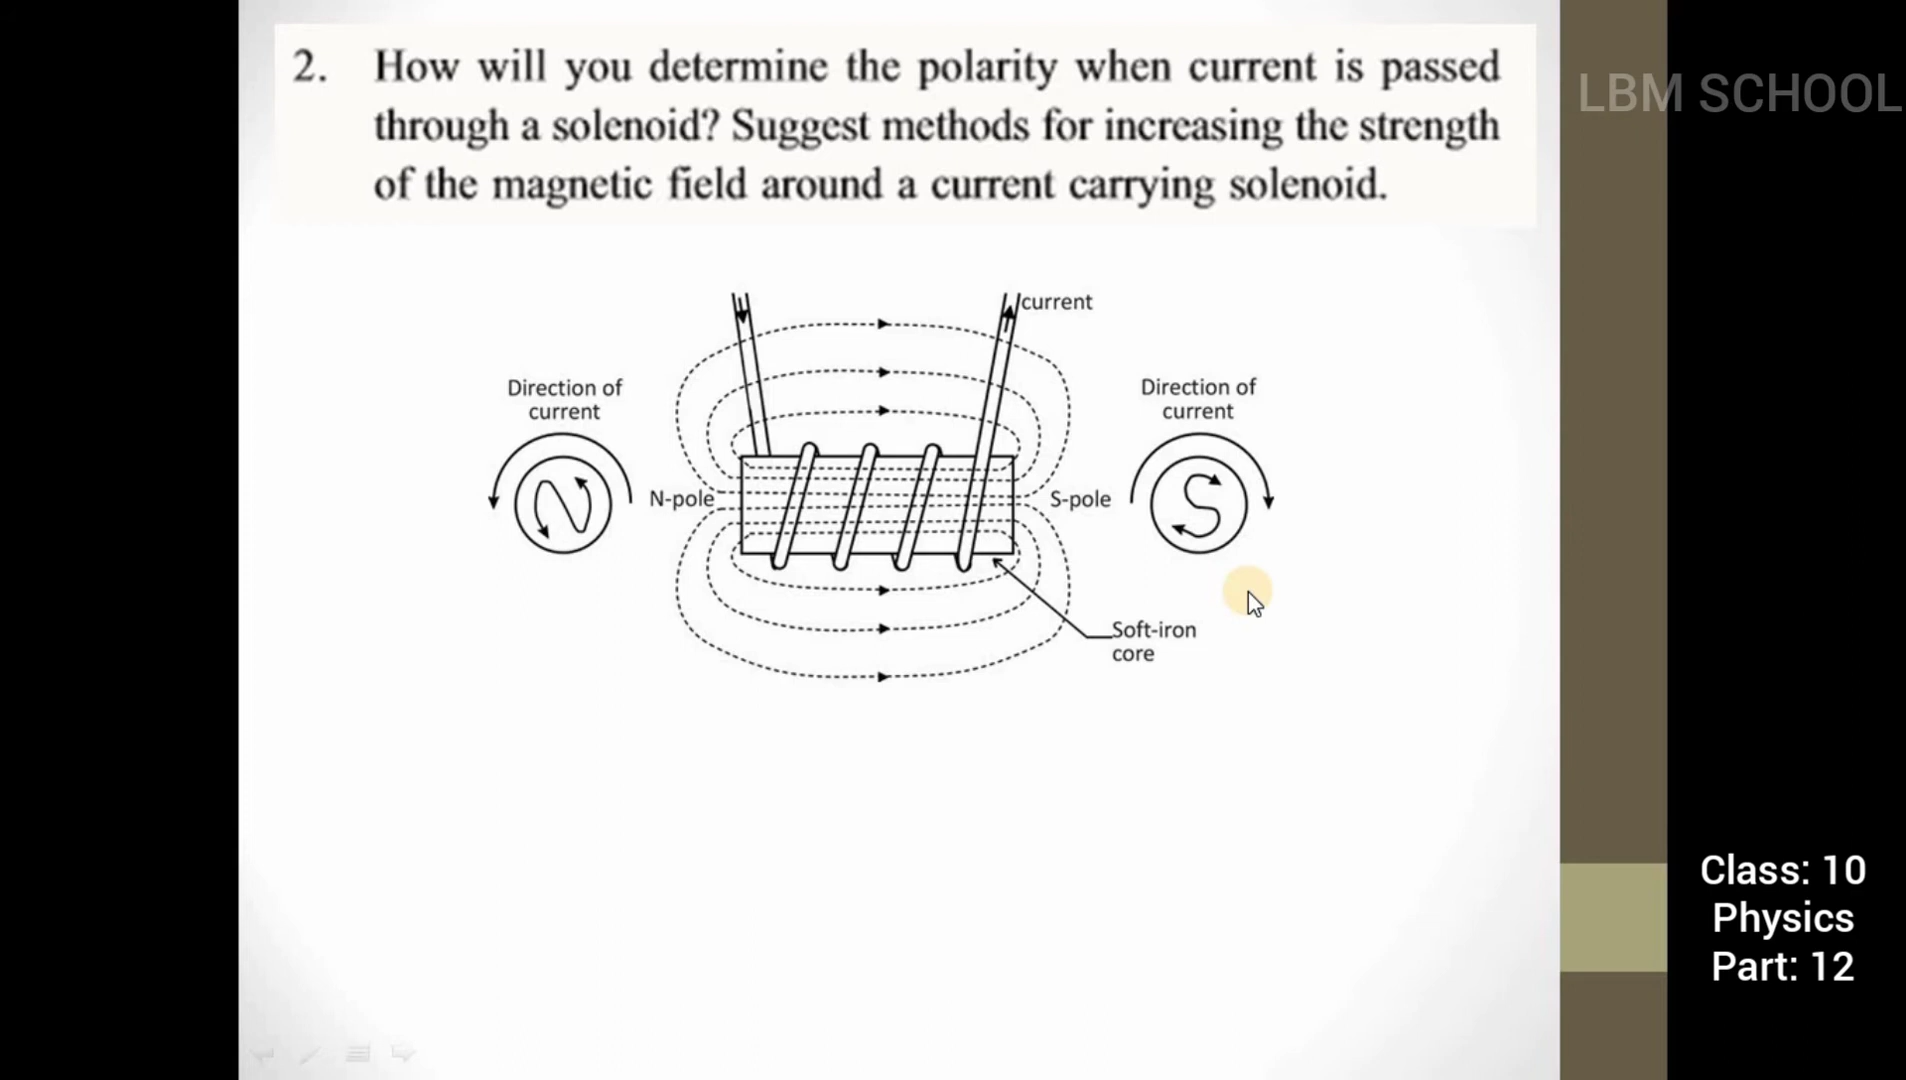 2. How will you determine the polarity when current is passed
through a solenoid? Suggest methods for increasing the strength
of the magnetic field around a current carrying solenoid.
LBM SCHOOL
current
Direction of
current
Direction of
current
N
N-pole
S-pole
S
Soft-iron
core
Class: 10
Physics
Part: 12